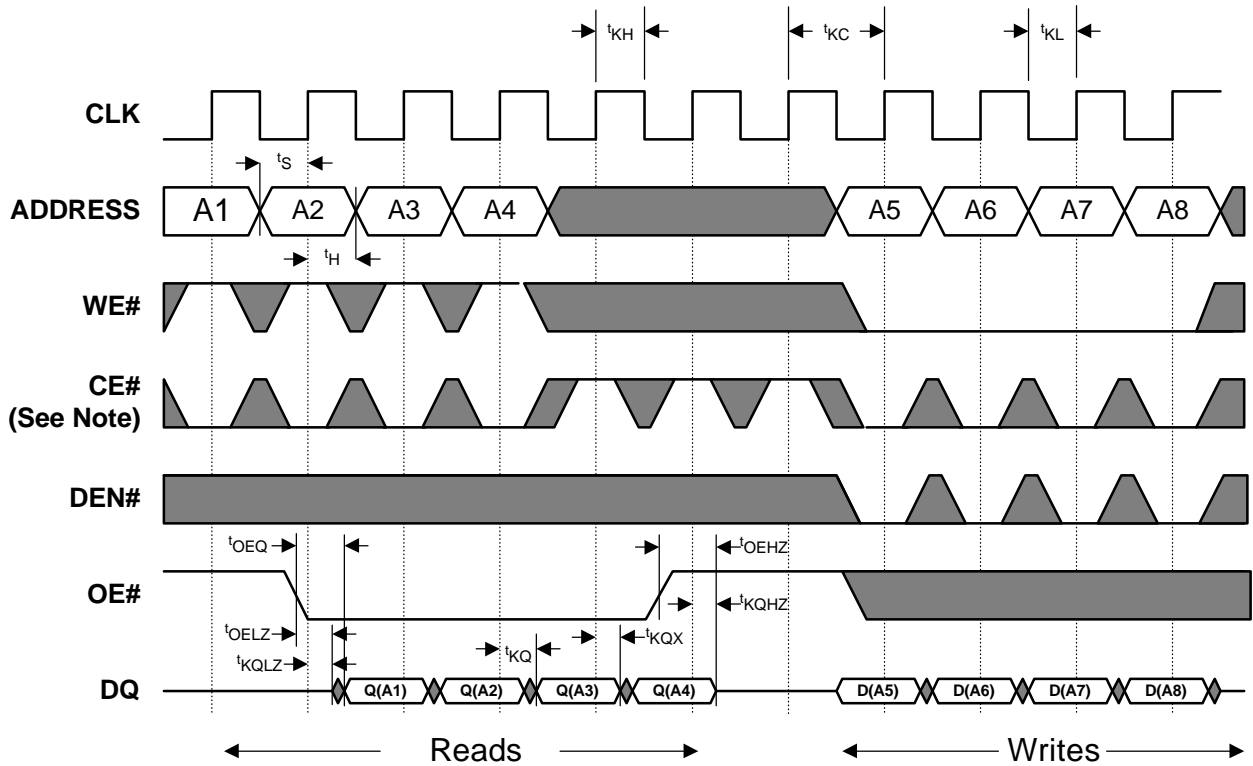 tKH
tKC
tKL
CLK
tS
ADDRESS
A1
A2
A3
A4
A5
A6
A7
A8
tH
WE#
CE#
(See Note)
DEN#
tOEQ
tOEHZ
OE#
tKQHZ
tOELZ
tKQX
tKQLZ
tKQ
DQ
Q(A1)
Q(A2)
Q(A3)
Q(A4)
D(A5)
D(A6)
D(A7)
D(A8)
Reads
Writes